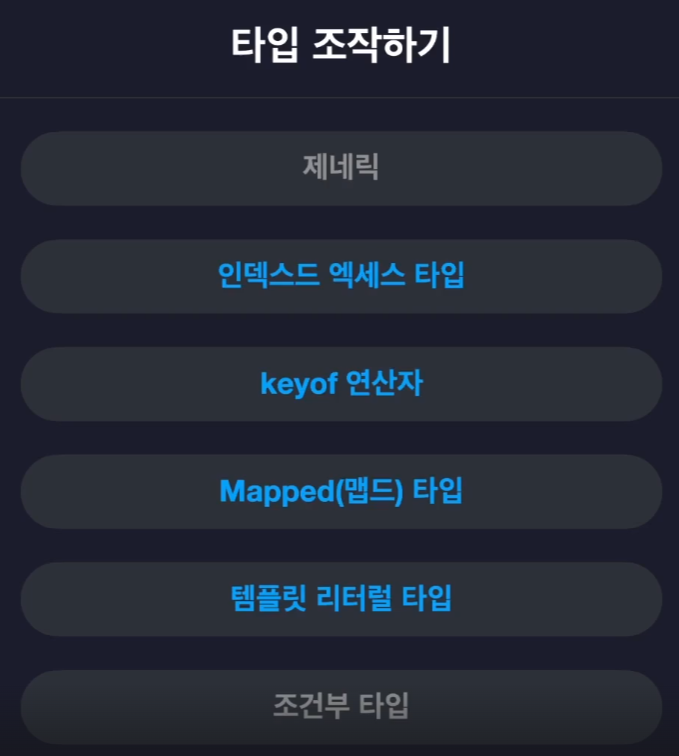 타입 조작하기
제네릭
인덱스드 엑세스 타입
keyof 연산자
Mapped(맵드) 타입
템플릿 리터럴 타입
조건부 타입